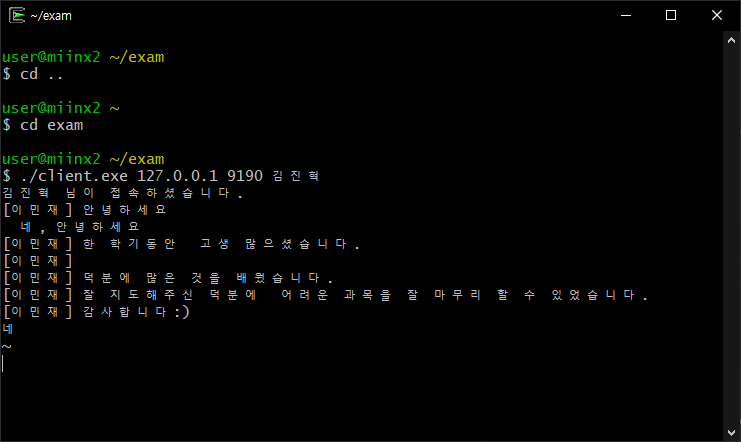 ~/exam
user@miinx2 ~/exam
$ cd ..
user@miinx2 ~
$ cd exam
user@miinx2 ~/exam
$ ./client.exe 127.0.0.1 9190 김진혁
김진혁 님이 접속하셨습니다.
[이민재] 안녕하세요
네, 안녕하세요
[이민재] 한 학기동안 고생 많으셨습니다.
[이민재]
[이민재] 덕분에 많은 것을 배웠습니다.
[이민재] 잘 지도해주신 덕분에 어려운 과목을 잘 마무리 할 수 있었습니다.
[이민재] 감사합니다:)
네
~